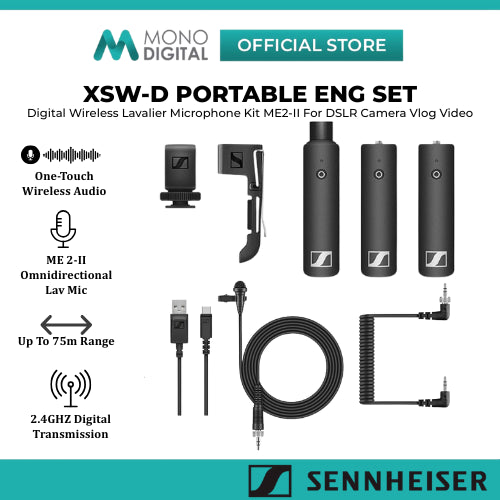 MONO
DIGITAL
OFFICIAL STORE
XSW-D PORTABLE ENG SET
Digital Wireless Lavalier Microphone Kit ME2-II For DSLR Camera Vlog Video
One-Touch
Wireless Audio
ME 2-II
Omnidirectional
Lav Mic
Up To 75m Range
2.4GHZ Digital
Transmission
SENNHEISER